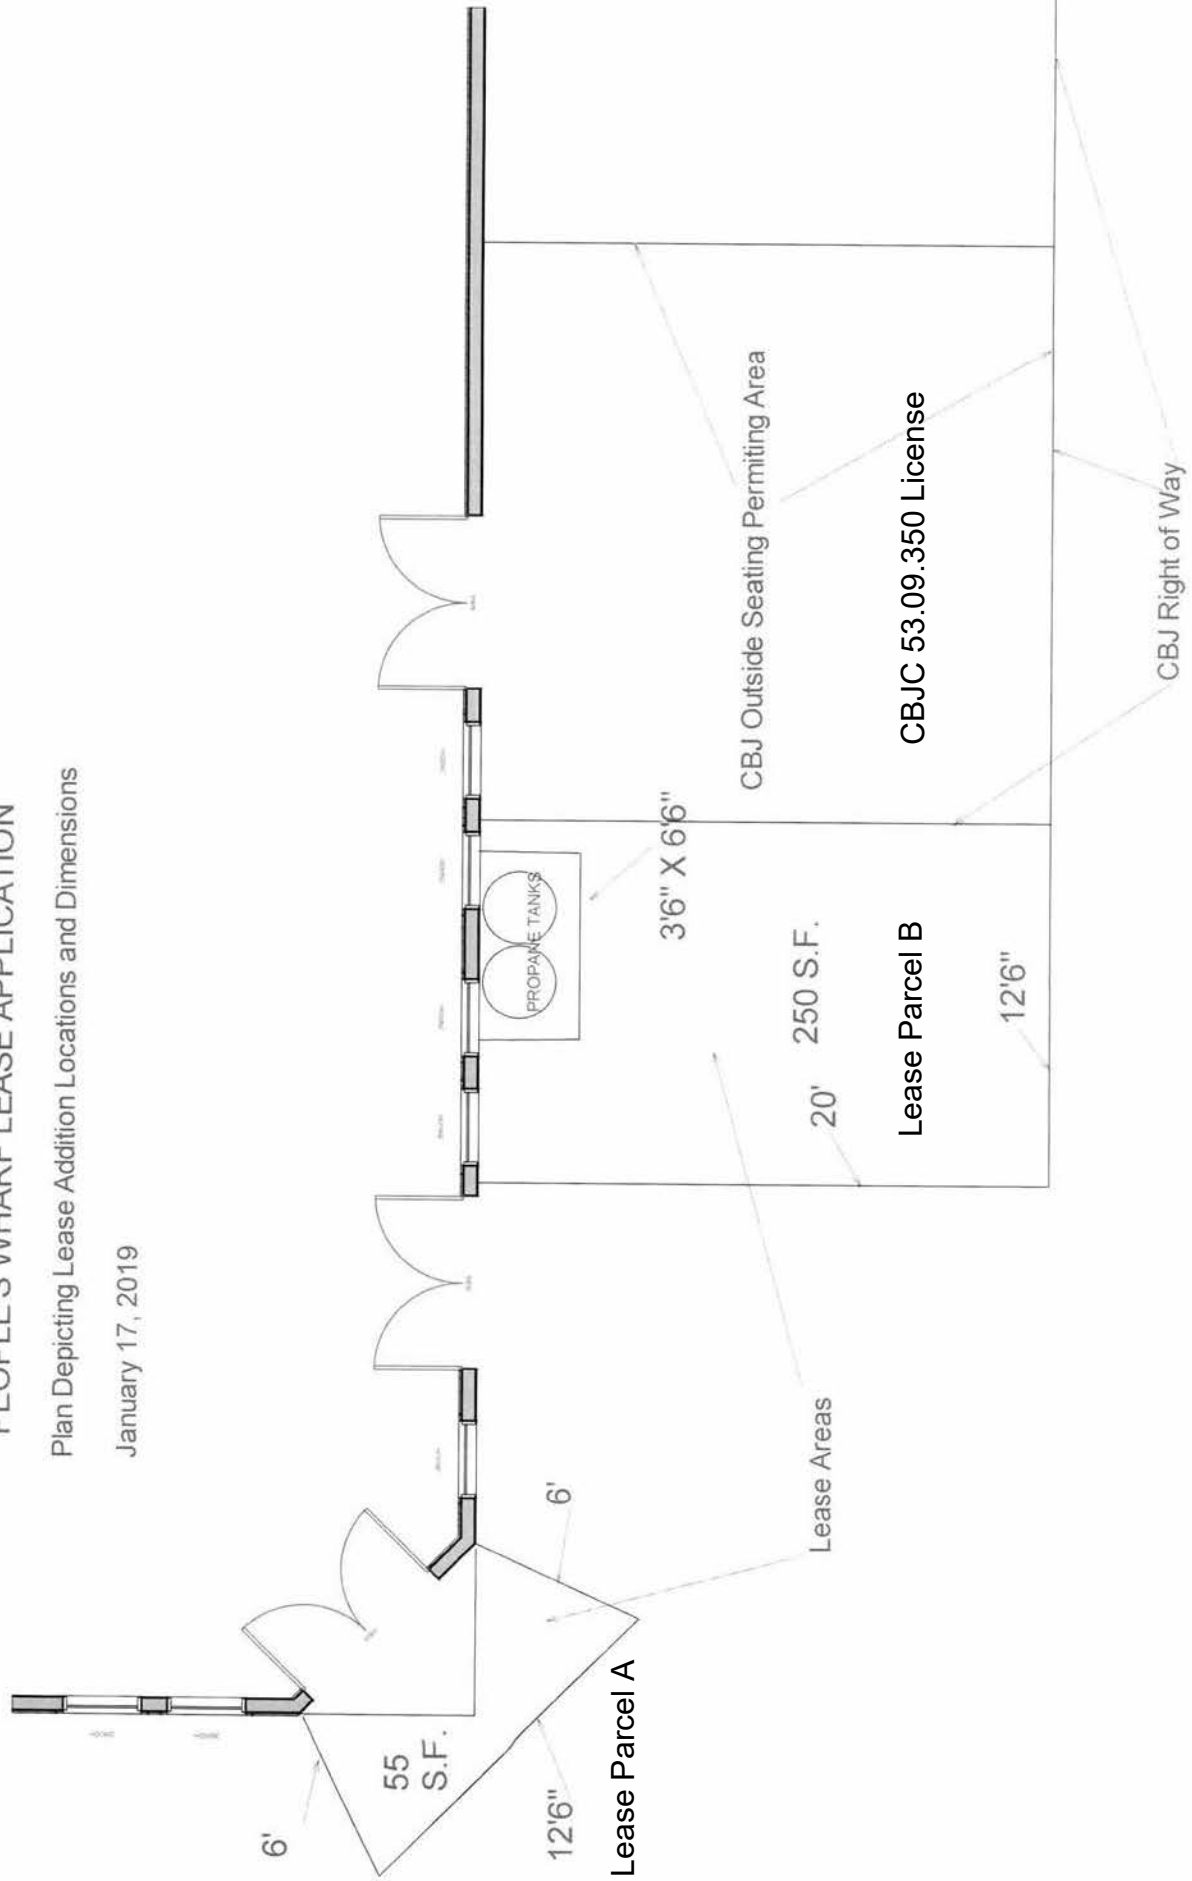 PEOPLE'S WHARF LEASE APPLICATION
Plan Depicting Lease Addition Locations and Dimensions
January 17, 2019
6'
55
S.F.
12'6"
Lease Parcel A
6'
Lease Areas
PROPANE TANKS
3'6" X 6'6"
20'
250 S.F.
Lease Parcel B
12'6"
CBJ Outside Seating Permiting Area
CBJC 53.09.350 License
CBJ Right of Way